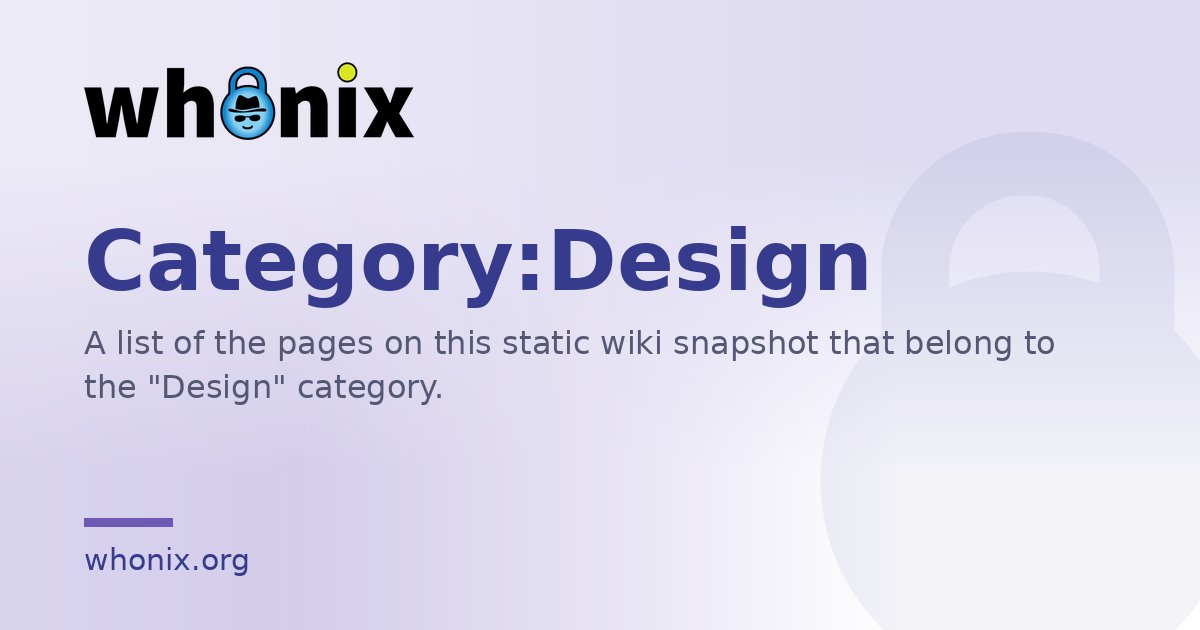 whonix
Category:Design
A list of the pages on this static wiki snapshot that belong to
the "Design" category.
whonix.org